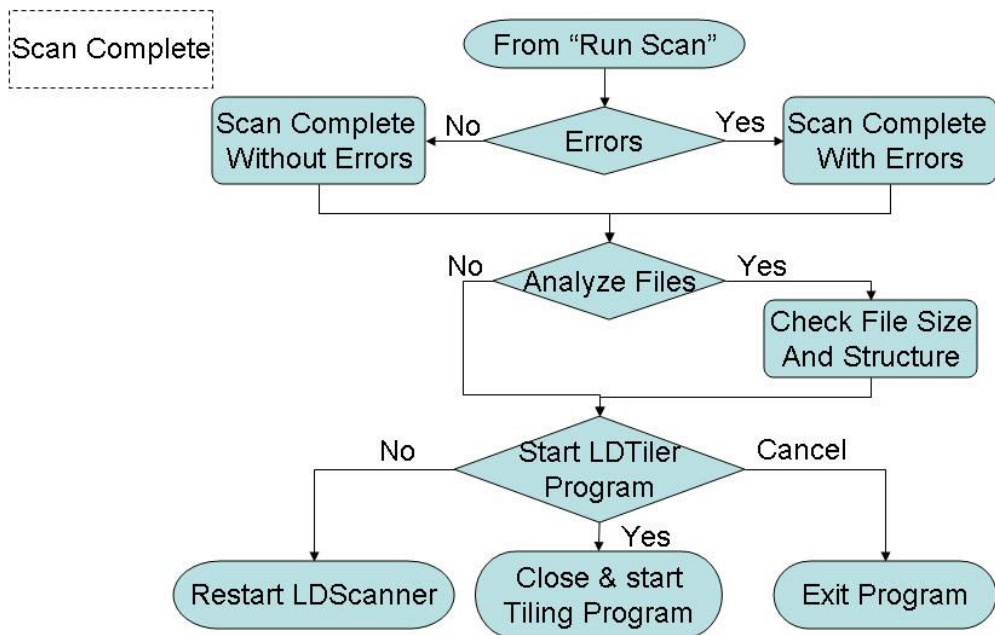 Scan Complete
From “Run Scan”
No
Errors
Yes
Scan Complete
Without Errors
Scan Complete
With Errors
No
Analyze Files
Yes
Check File Size
And Structure
No
Start LDTiler
Program
Cancel
Yes
Restart LDScanner
Close & start
Tiling Program
Exit Program